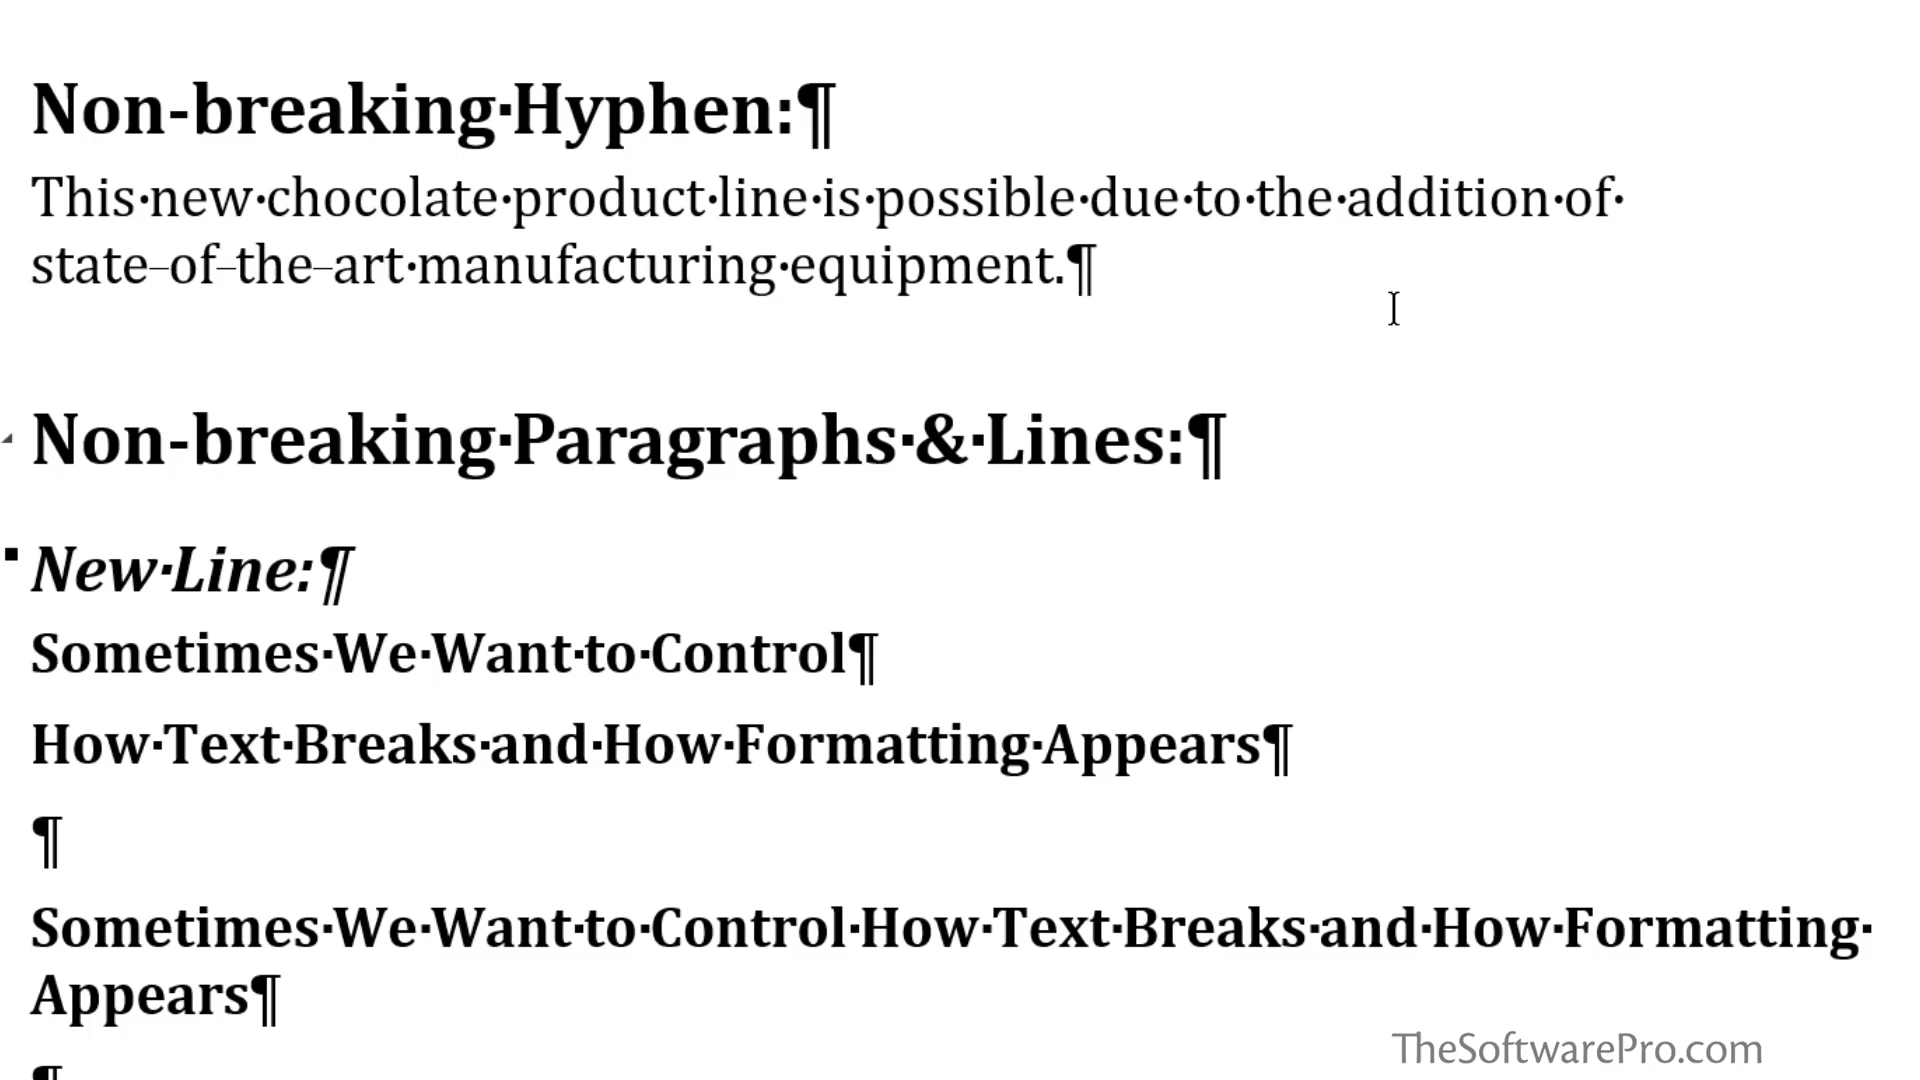 Non-breaking·Hyphen:¶
This·new·chocolate·product·line·is·possible·due·to·the·addition·of·
state–of–the–art·manufacturing·equipment.¶
Non-breaking·Paragraphs·&·Lines:¶
New·Line:¶
Sometimes·We·Want·to·Control¶
How·Text·Breaks·and·How·Formatting·Appears¶
¶
Sometimes·We·Want·to·Control·How·Text·Breaks·and·How·Formatting·
Appears¶
¶
TheSoftwarePro.com